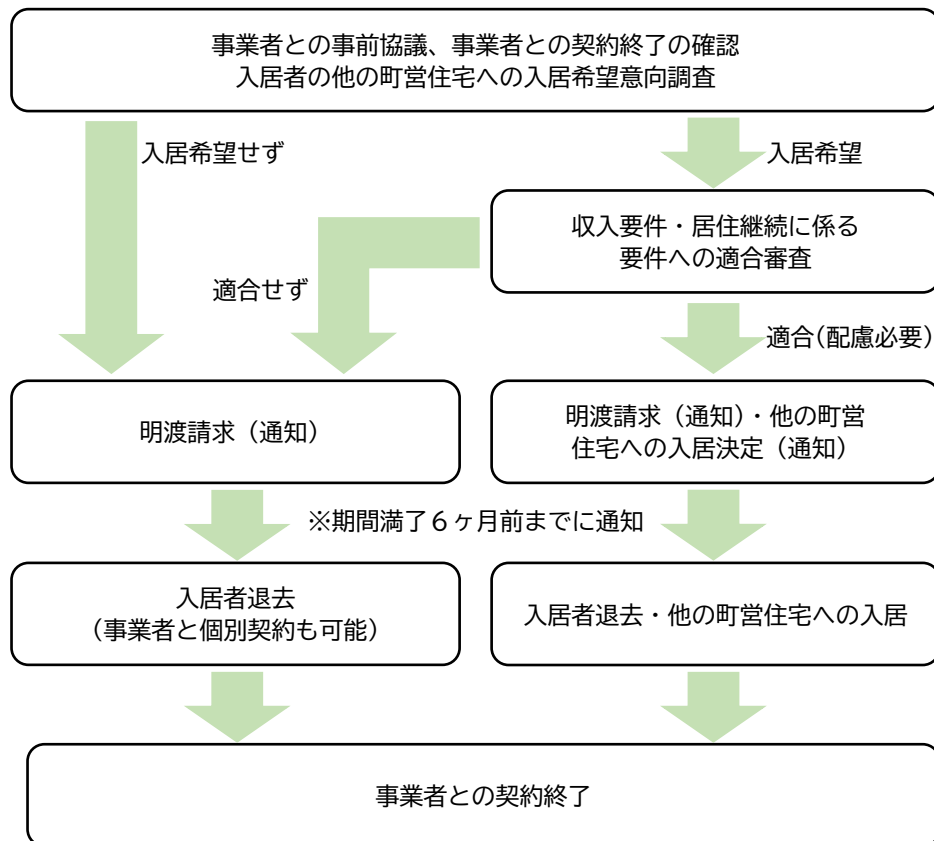 事業者との事前協議、事業者との契約終了の確認
入居者の他の町営住宅への入居希望意向調査
入居希望せず
入居希望
収入要件・居住継続に係る
要件への適合審査
適合せず
適合(配慮必要)
明渡請求（通知）
明渡請求（通知）・他の町営
住宅への入居決定（通知）
※期間満了６ヶ月前までに通知
入居者退去
（事業者と個別契約も可能）
入居者退去・他の町営住宅への入居
事業者との契約終了